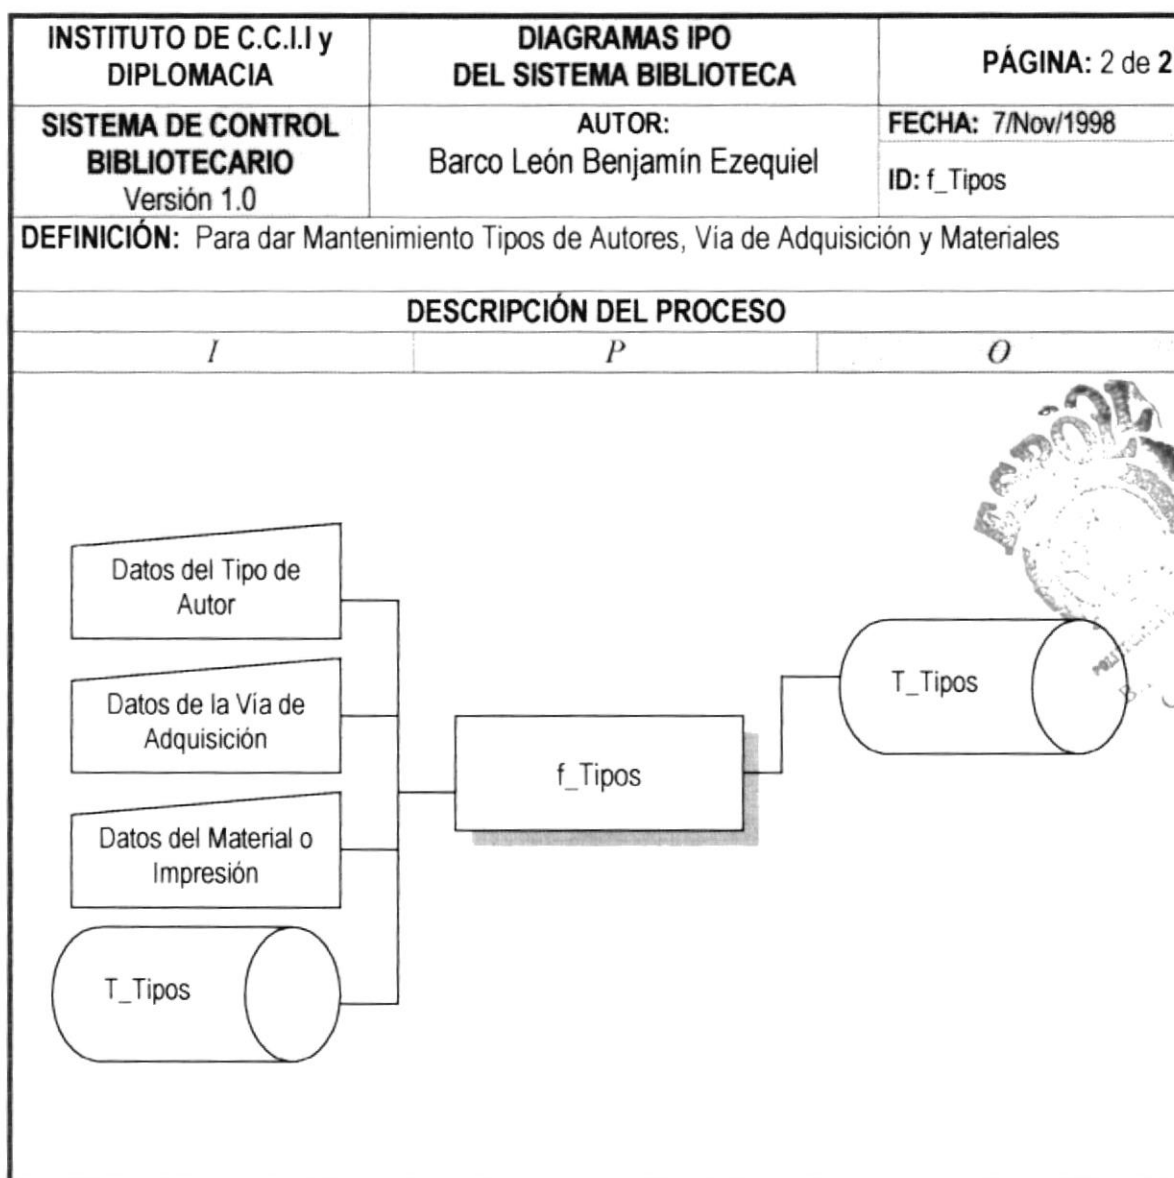 INSTITUTO DE C.C.I.I y
DIPLOMACIA
DIAGRAMAS IPO
DEL SISTEMA BIBLIOTECA
PÁGINA: 2 de 2
SISTEMA DE CONTROL
BIBLIOTECARIO
Versión 1.0
AUTOR:
Barco León Benjamín Ezequiel
FECHA: 7/Nov/1998
ID: f_Tipos
DEFINICIÓN: Para dar Mantenimiento Tipos de Autores, Vía de Adquisición y Materiales
DESCRIPCIÓN DEL PROCESO
I
P
O
ESPOL
Datos del Tipo de
Autor
Datos de la Vía de
Adquisición
Datos del Material o
Impresión
T_Tipos
f_Tipos
T_Tipos